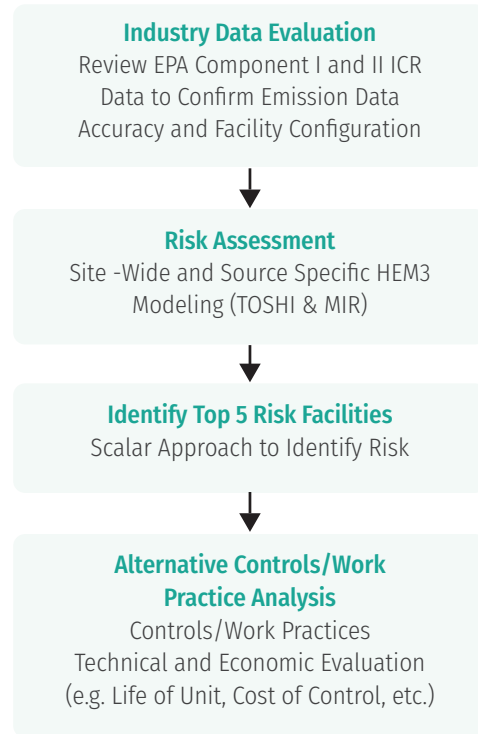 Industry Data Evaluation
Review EPA Component I and II ICR
Data to Confirm Emission Data
Accuracy and Facility Configuration
Risk Assessment
Site -Wide and Source Specific HEM3
Modeling (TOSHI & MIR)
Identify Top 5 Risk Facilities
Scalar Approach to Identify Risk
Alternative Controls/Work
Practice Analysis
Controls/Work Practices
Technical and Economic Evaluation
(e.g. Life of Unit, Cost of Control, etc.)